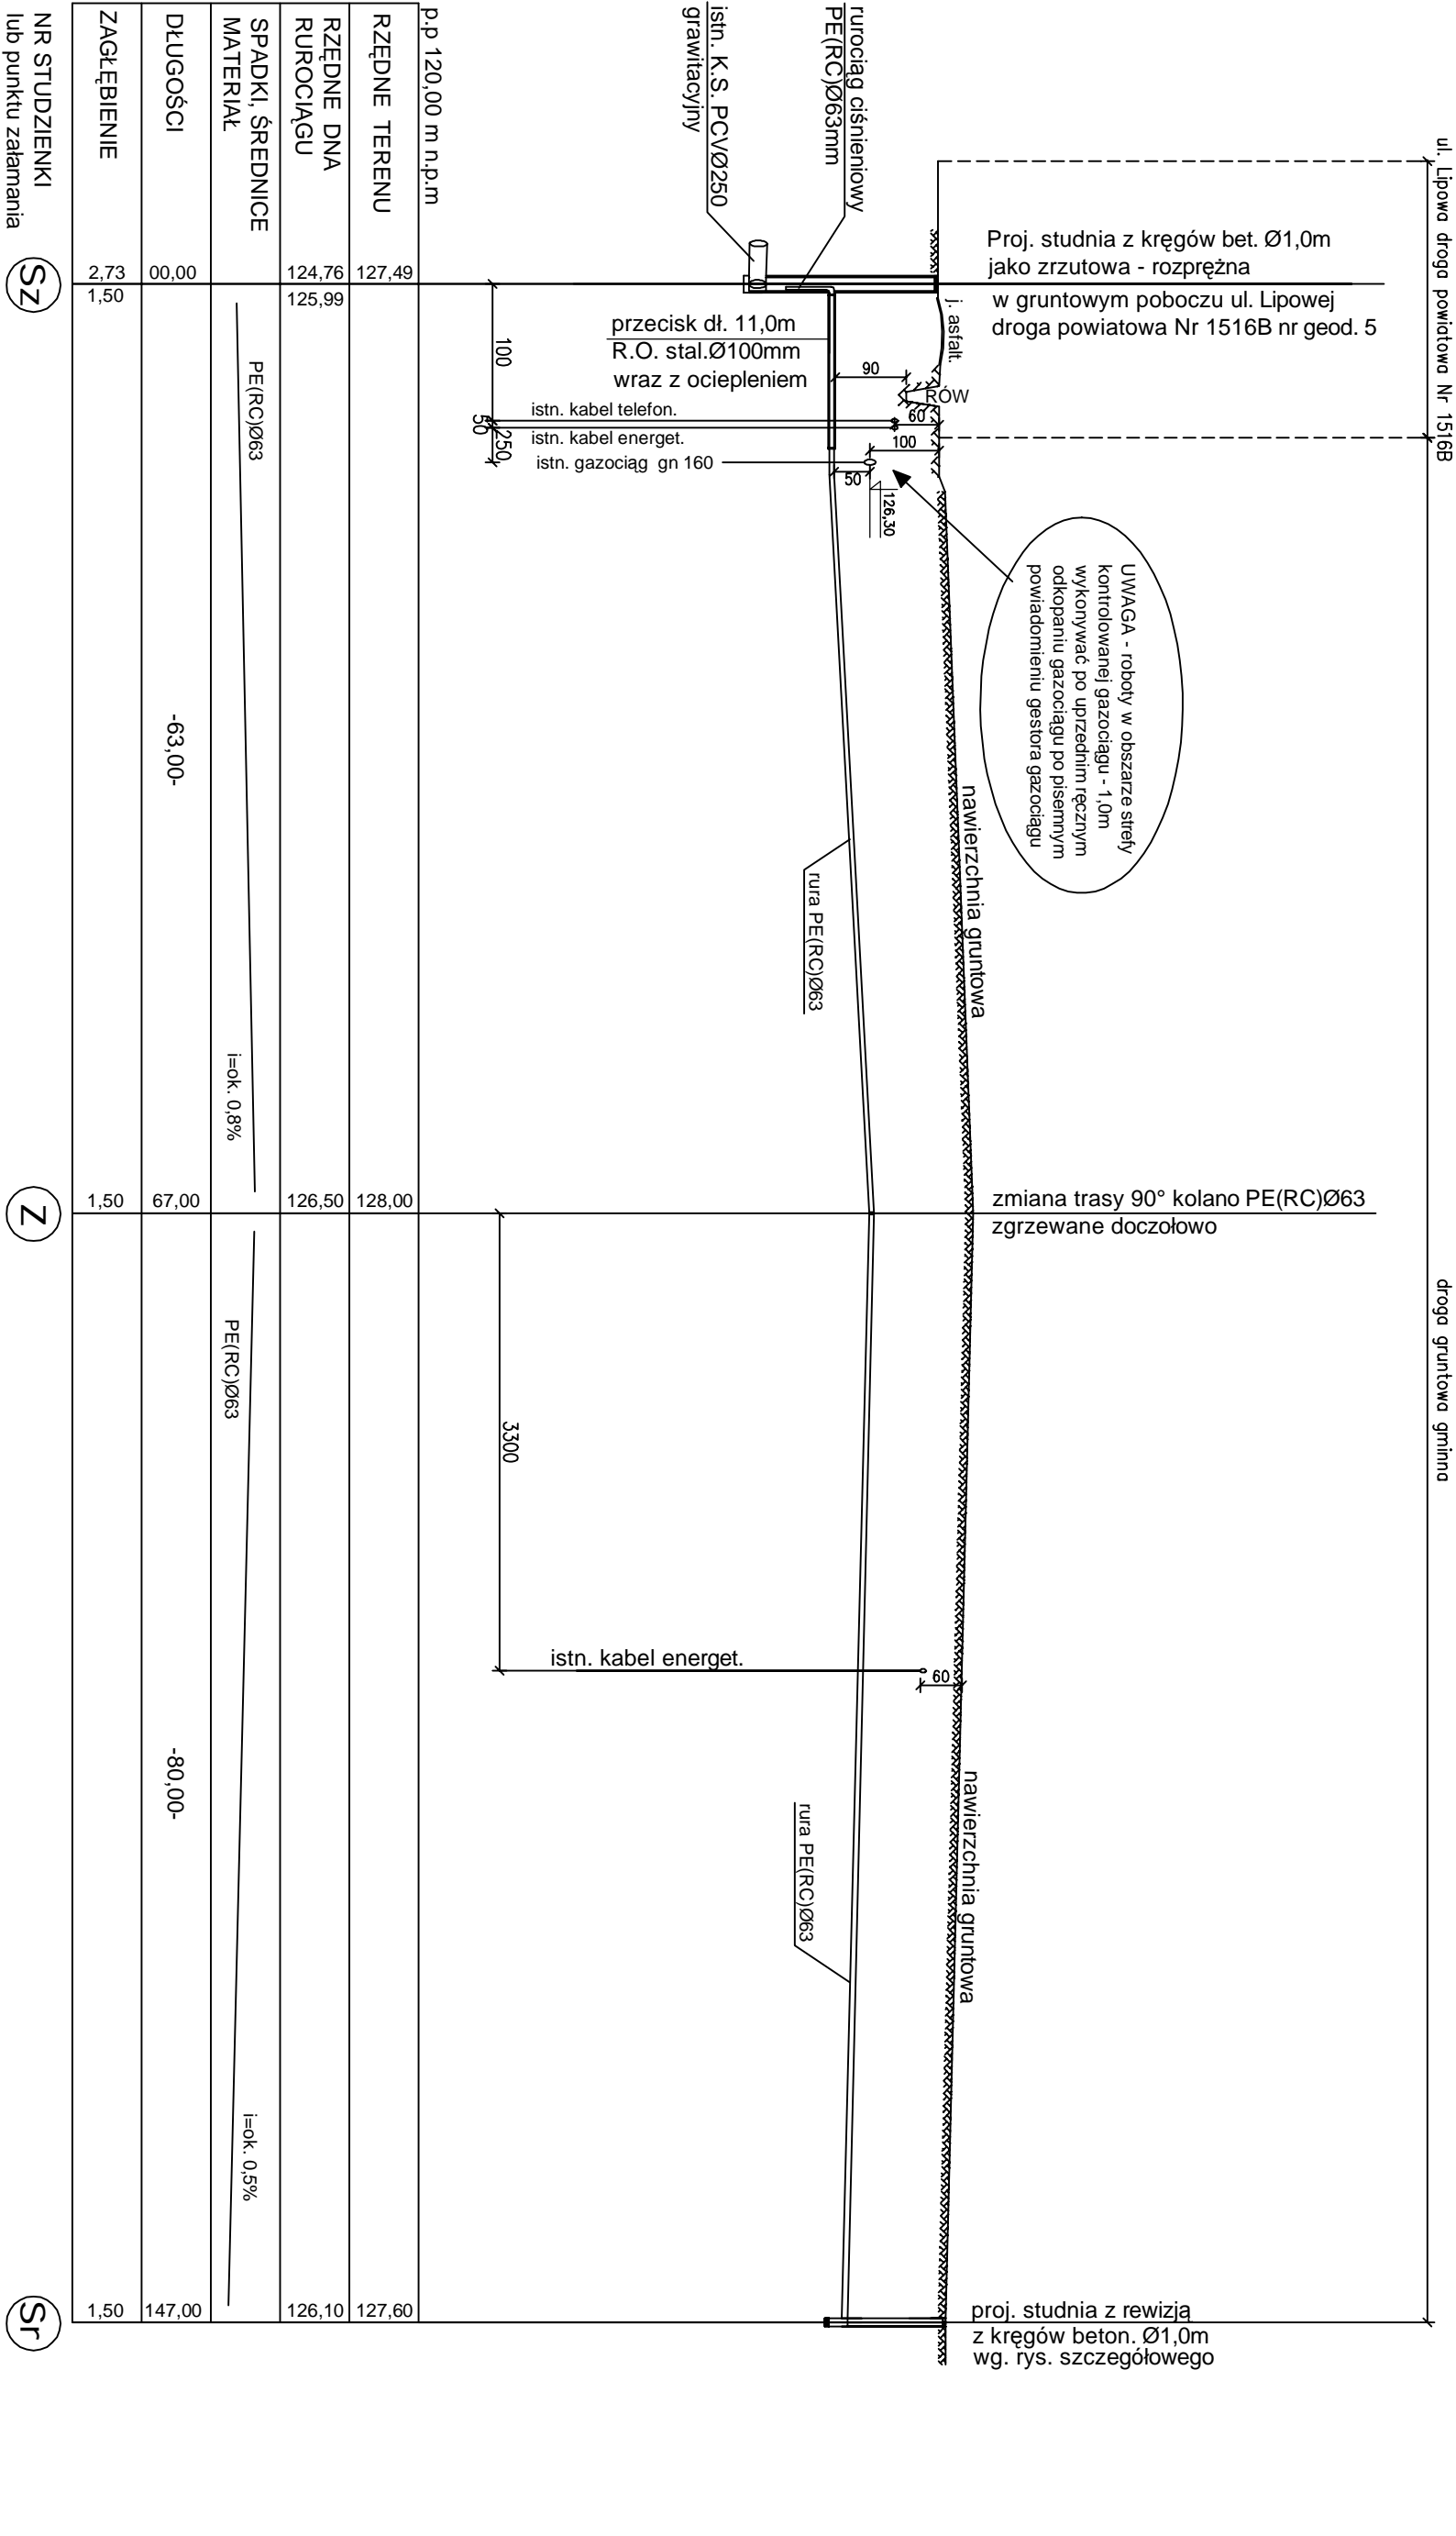 ul. Lipowa droga powiatowa Nr 1516B
droga gruntowa gminna
Proj. studnia z kręgów bet. Ø1,0m
jako zrzutowa - rozprężna
w gruntowym poboczu ul. Lipowej
droga powiatowa Nr 1516B nr geod. 5
zmiana trasy 90° kolano PE(RC)Ø63
zgrzewane doczołowo
proj. studnia z rewizją
z kręgów beton. Ø1,0m
wg. rys. szczegółowego
UWAGA - roboty w obszarze strefy
kontrolowanej gazociągu - 1,0m
wykonywać po uprzednim ręcznym
odkopaniu gazociągu po pisemnym
powiadomieniu gestora gazociągu
j. asfalt.
RÓW
nawierzchnia gruntowa
nawierzchnia gruntowa
rurociąg ciśnieniowy
PE(RC)Ø63mm
istn. K.S. PCVØ250
grawitacyjny
przecisk dł. 11,0m
R.O. stal.Ø100mm
wraz z ociepleniem
90
60
100
50
126,30
istn. kabel telefon.
istn. kabel energet.
istn. gazociąg gn 160
rura PE(RC)Ø63
rura PE(RC)Ø63
istn. kabel energet.
60
100
50
250
3300
p.p 120,00 m n.p.m
RZĘDNE TERENU
127,49
128,00
127,60
RZĘDNE DNA
RUROCIĄGU
124,76
125,99
126,50
126,10
SPADKI, ŚREDNICE
MATERIAŁ
PE(RC)Ø63
i=ok. 0,8%
PE(RC)Ø63
i=ok. 0,5%
DŁUGOŚCI
00,00
-63,00-
67,00
-80,00-
147,00
ZAGŁĘBIENIE
2,73
1,50
1,50
1,50
NR STUDZIENKI
lub punktu załamania
Sz
Z
Sr